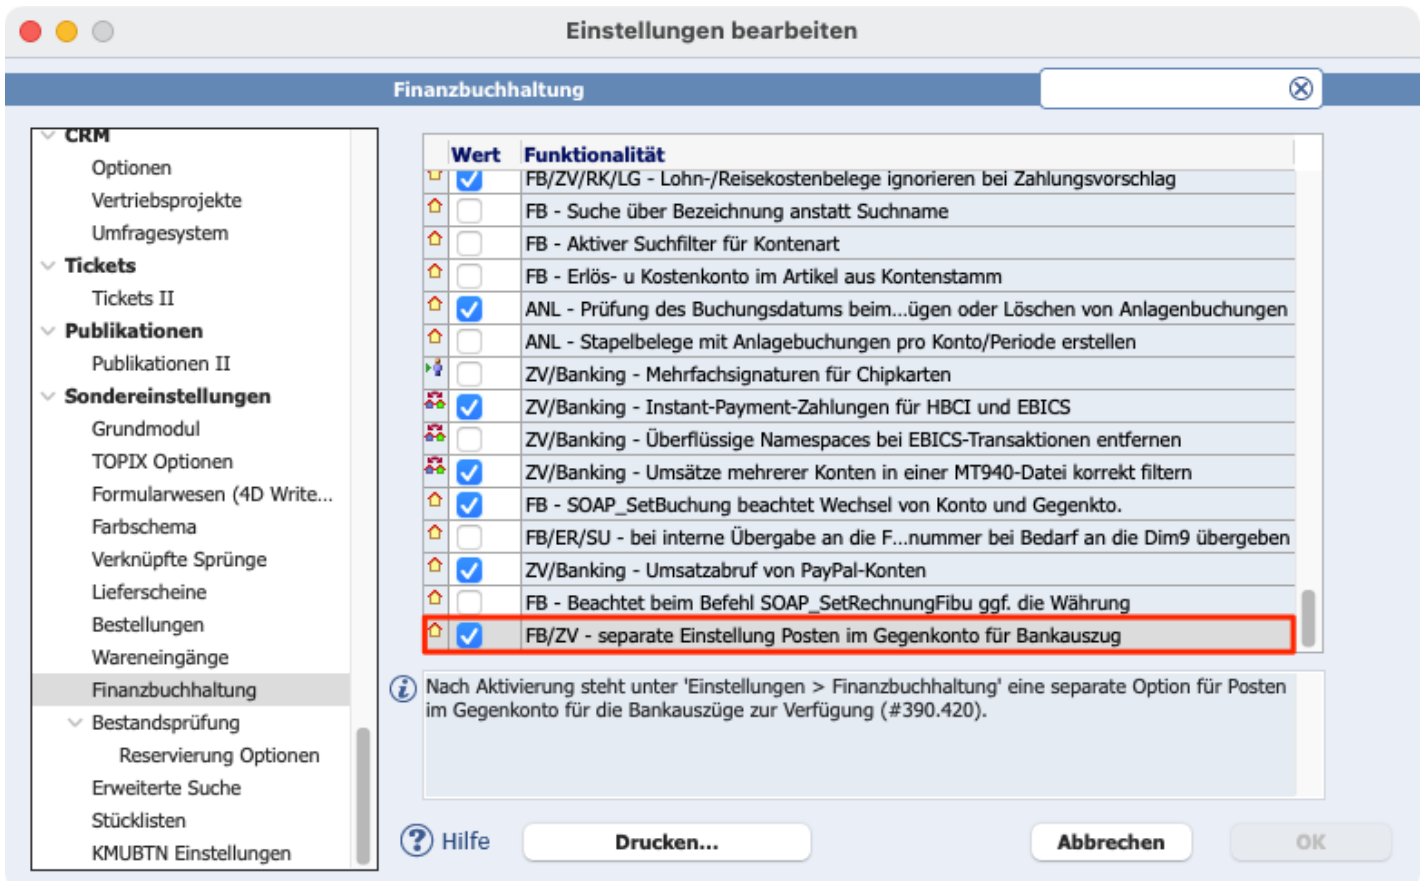 Einstellungen bearbeiten
Finanzbuchhaltung
CRM
Optionen
Vertriebsprojekte
Umfragesystem
Tickets
Tickets II
Publikationen
Publikationen II
Sondereinstellungen
Grundmodul
TOPIX Optionen
Formularwesen (4D Write...
Farbschema
Verknüpfte Sprünge
Lieferscheine
Bestellungen
Wareneingänge
Finanzbuchhaltung
Bestandsprüfung
Reservierung Optionen
Erweiterte Suche
Stücklisten
KMUBTN Einstellungen
Wert Funktionalität
FB/ZV/RK/LG - Lohn-/Reisekostenbelege ignorieren bei Zahlungsvorschlag
FB - Suche über Bezeichnung anstatt Suchname
FB - Aktiver Suchfilter für Kontenart
FB - Erlös- u Kostenkonto im Artikel aus Kontenstamm
ANL - Prüfung des Buchungsdatums beim...ügen oder Löschen von Anlagenbuchungen
ANL - Stapelbelege mit Anlagebuchungen pro Konto/Periode erstellen
ZV/Banking - Mehrfachsignaturen für Chipkarten
ZV/Banking - Instant-Payment-Zahlungen für HBCI und EBICS
ZV/Banking - Überflüssige Namespaces bei EBICS-Transaktionen entfernen
ZV/Banking - Umsätze mehrerer Konten in einer MT940-Datei korrekt filtern
FB - SOAP_SetBuchung beachtet Wechsel von Konto und Gegenkto.
FB/ER/SU - bei interne Übergabe an die F...nummer bei Bedarf an die Dim9 übergeben
ZV/Banking - Umsatzabruf von PayPal-Konten
FB - Beachtet beim Befehl SOAP_SetRechnungFibu ggf. die Währung
FB/ZV - separate Einstellung Posten im Gegenkonto für Bankauszug
Nach Aktivierung steht unter 'Einstellungen > Finanzbuchhaltung' eine separate Option für Posten
im Gegenkonto für die Bankauszüge zur Verfügung (#390.420).
Hilfe
Drucken...
Abbrechen
OK